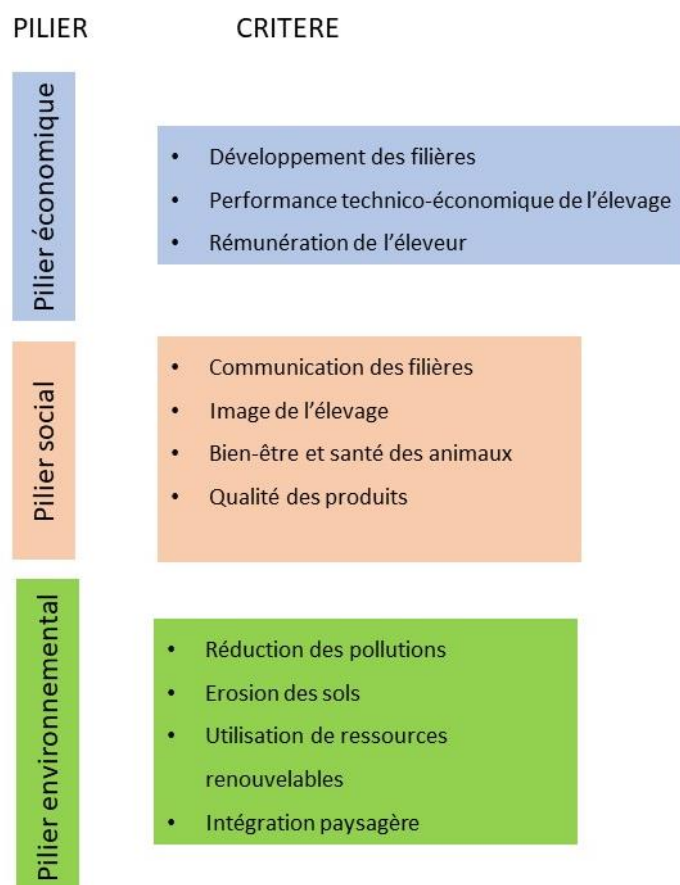 PILIER
CRITERE
Pilier économique
• Développement des filières
• Performance technico-économique de l'élevage
• Rémunération de l'éleveur
Pilier social
• Communication des filières
• Image de l'élevage
• Bien-être et santé des animaux
• Qualité des produits
Pilier environnemental
• Réduction des pollutions
• Erosion des sols
• Utilisation de ressources
renouvelables
• Intégration paysagère